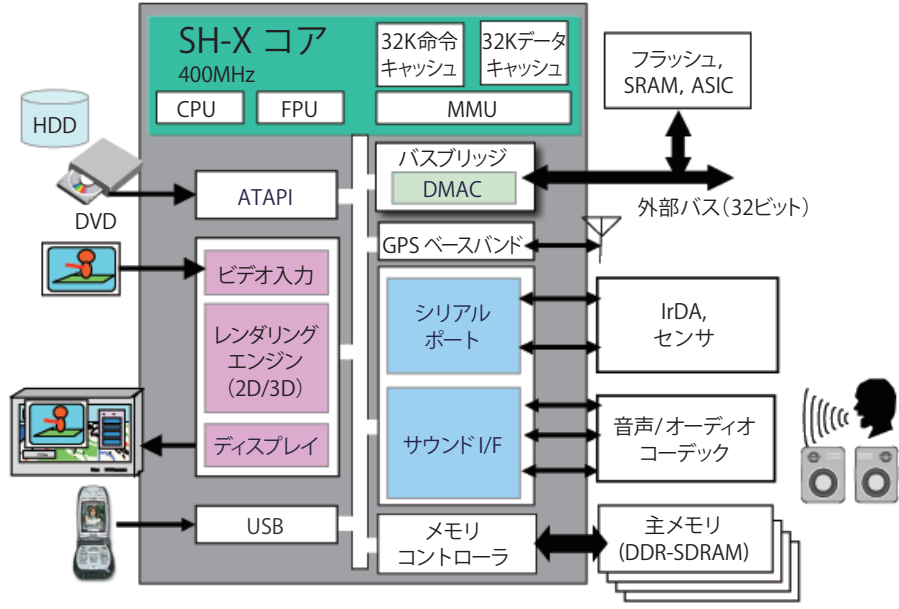 SH-X コア
400MHz
32K命令
キャッシュ
32Kデータ
キャッシュ
CPU
FPU
MMU
フラッシュ,
SRAM, ASIC
HDD
DVD
ATAPI
バスブリッジ
DMAC
外部バス(32ビット)
GPS ベースバンド
ビデオ入力
レンダリング
エンジン
(2D/3D)
ディスプレイ
シリアル
ポート
IrDA,
センサ
サウンド I/F
音声/オーディオ
コーデック
USB
メモリ
コントローラ
主メモリ
(DDR-SDRAM)